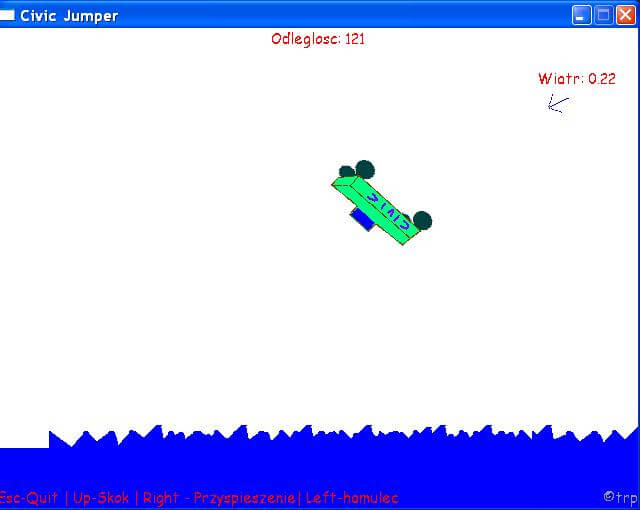 Civic Jumper
Odleglosc: 121
Wiatr: 0.22
CIVIC
Esc-Quit | Up-Skok | Right - Przyspieszenie| Left-hamulec
©trp